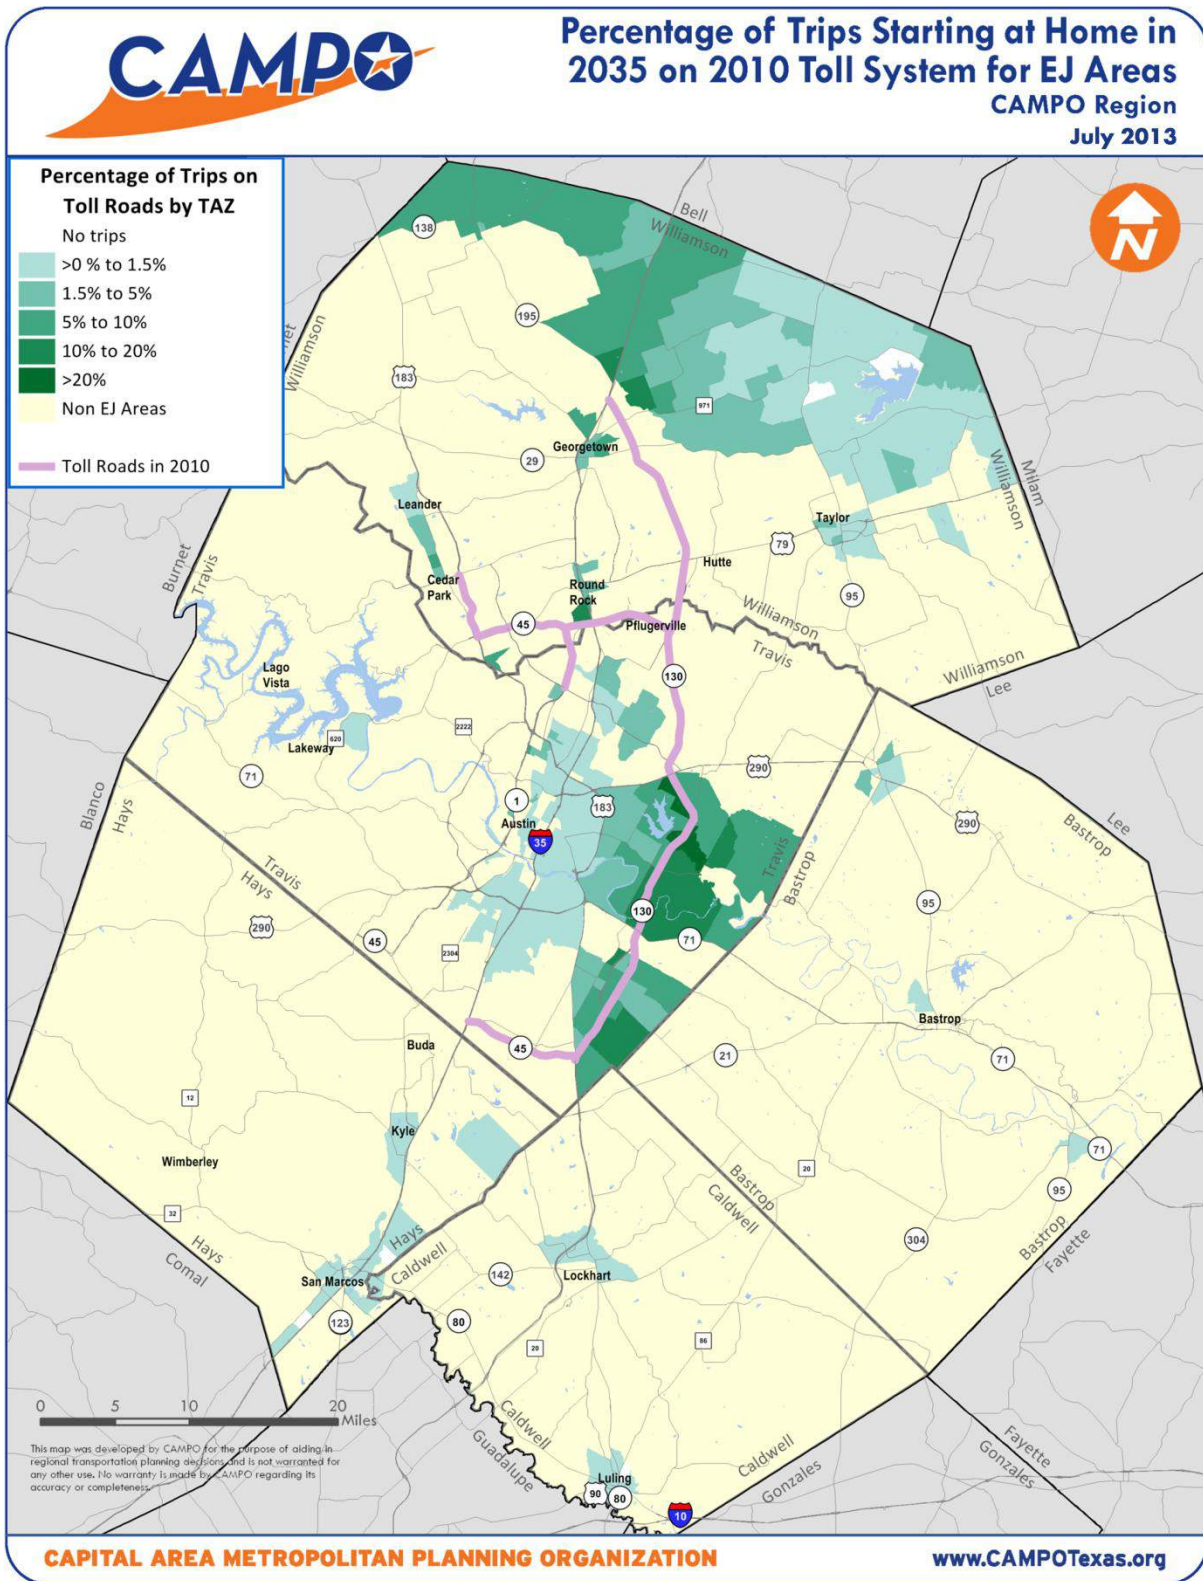 CAMPO
Percentage of Trips Starting at Home in
2035 on 2010 Toll System for EJ Areas
CAMPO Region
July 2013
Percentage of Trips on
Toll Roads by TAZ
No trips
>0 % to 1.5%
1.5% to 5%
5% to 10%
10% to 20%
>20%
Non EJ Areas
Toll Roads in 2010
N
Bell
Williamson
138
195
Williamson
183
971
Georgetown
29
Milam
Williamson
Leander
Taylor
79
Hutte
Cedar
Park
Round
Rock
95
Burnet
Travis
45
Pflugerville
Williamson
Travis
Williamson
Lee
130
Lago
Vista
2222
620
Lakeway
71
290
Blanco
Hays
1
183
Austin
35
290
Lee
Bastrop
Travis
Hays
Travis
Bastrop
95
130
290
45
2304
71
Bastrop
Buda
45
21
71
12
Kyle
71
Wimberley
20
Bastrop
Caldwell
95
32
Hays
Comal
Hays
Caldwell
304
Bastrop
Fayette
San Marcos
142
Lockhart
123
80
20
86
0 5 10 20
Miles
Caldwell
Guadalupe
Caldwell
Gonzales
Fayette
Gonzales
This map was developed by CAMPO for the purpose of aiding in
regional transportation planning decisions and is not warranted for
any other use. No warranty is made by CAMPO regarding its
accuracy or completeness.
Luling
90
80
10
CAPITAL AREA METROPOLITAN PLANNING ORGANIZATION
www.CAMPOTexas.org